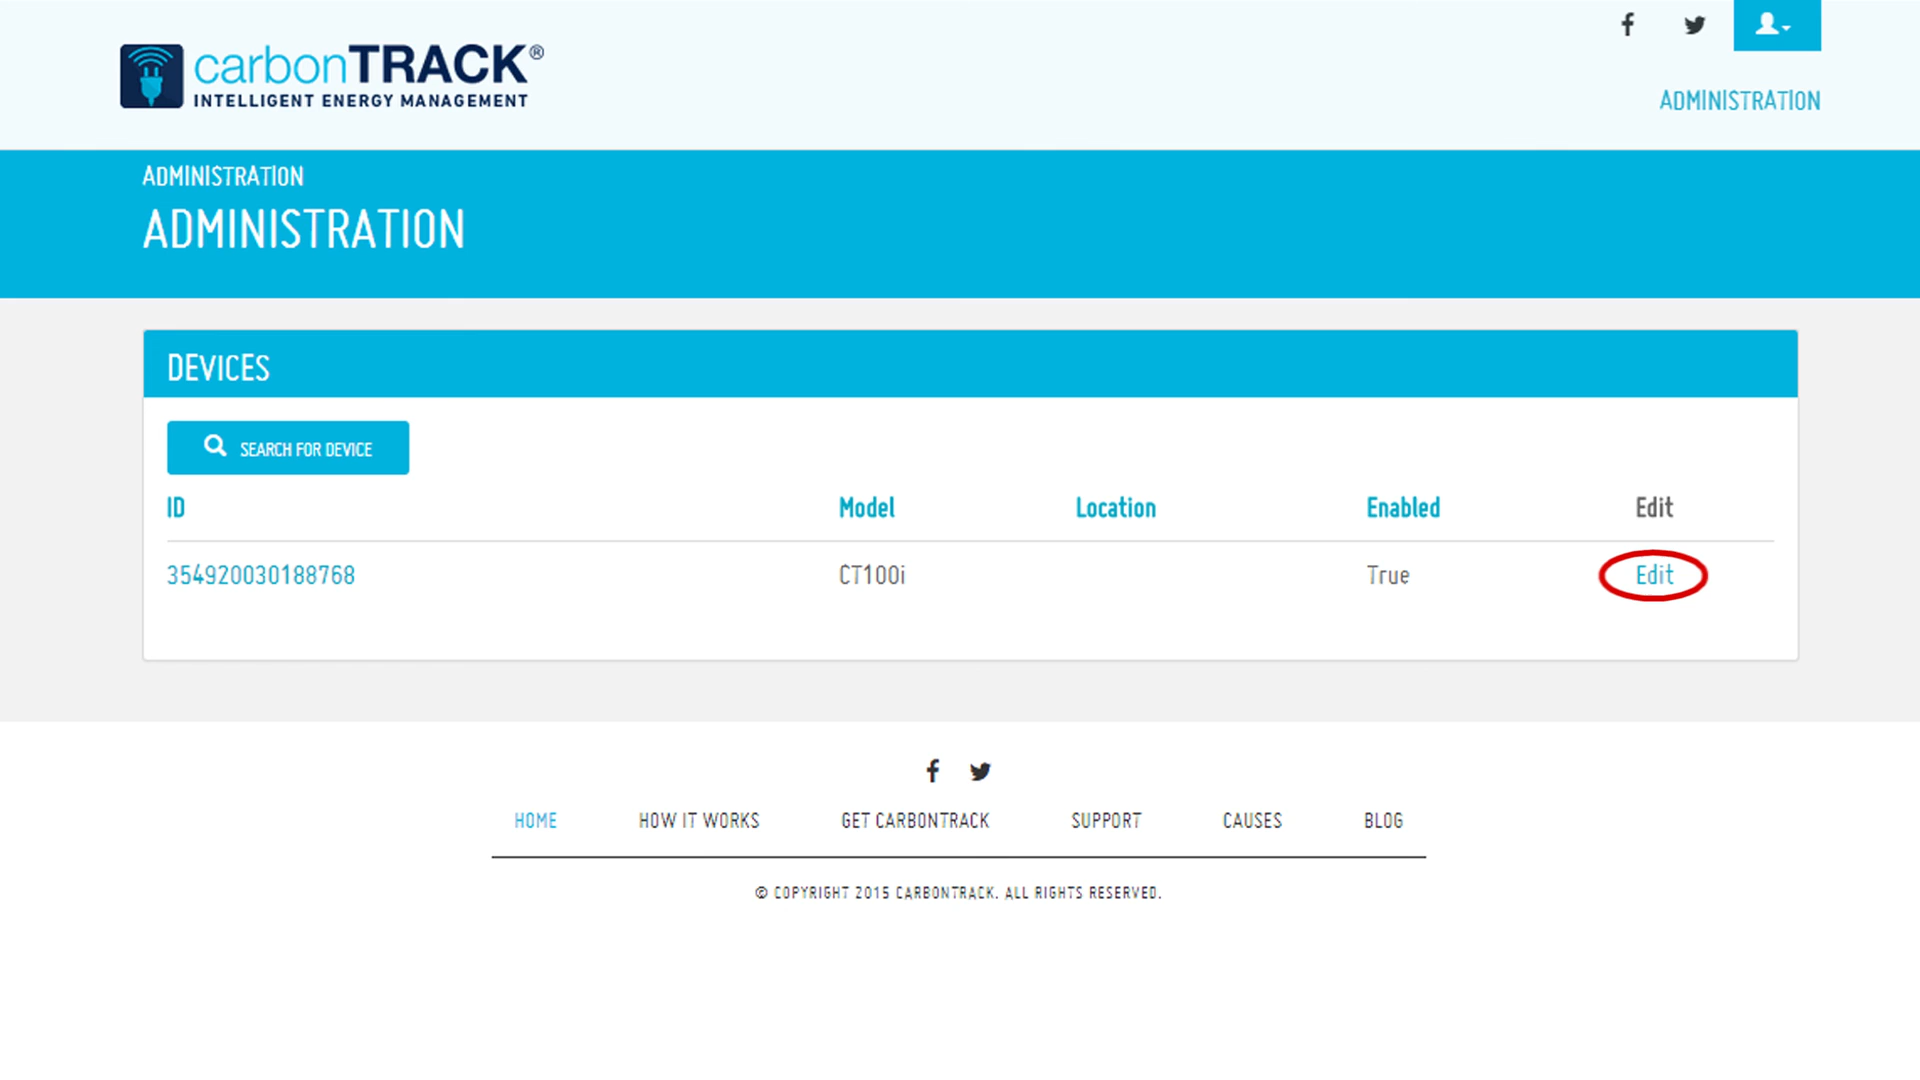 carbonTRACK®
INTELLIGENT ENERGY MANAGEMENT
ADMINISTRATION
ADMINISTRATION
ADMINISTRATION
DEVICES
SEARCH FOR DEVICE
ID Model Location Enabled Edit
354920030188768 CT100i True Edit
HOME HOW IT WORKS GET CARBONTRACK SUPPORT CAUSES BLOG
© COPYRIGHT 2015 CARBONTRACK. ALL RIGHTS RESERVED.